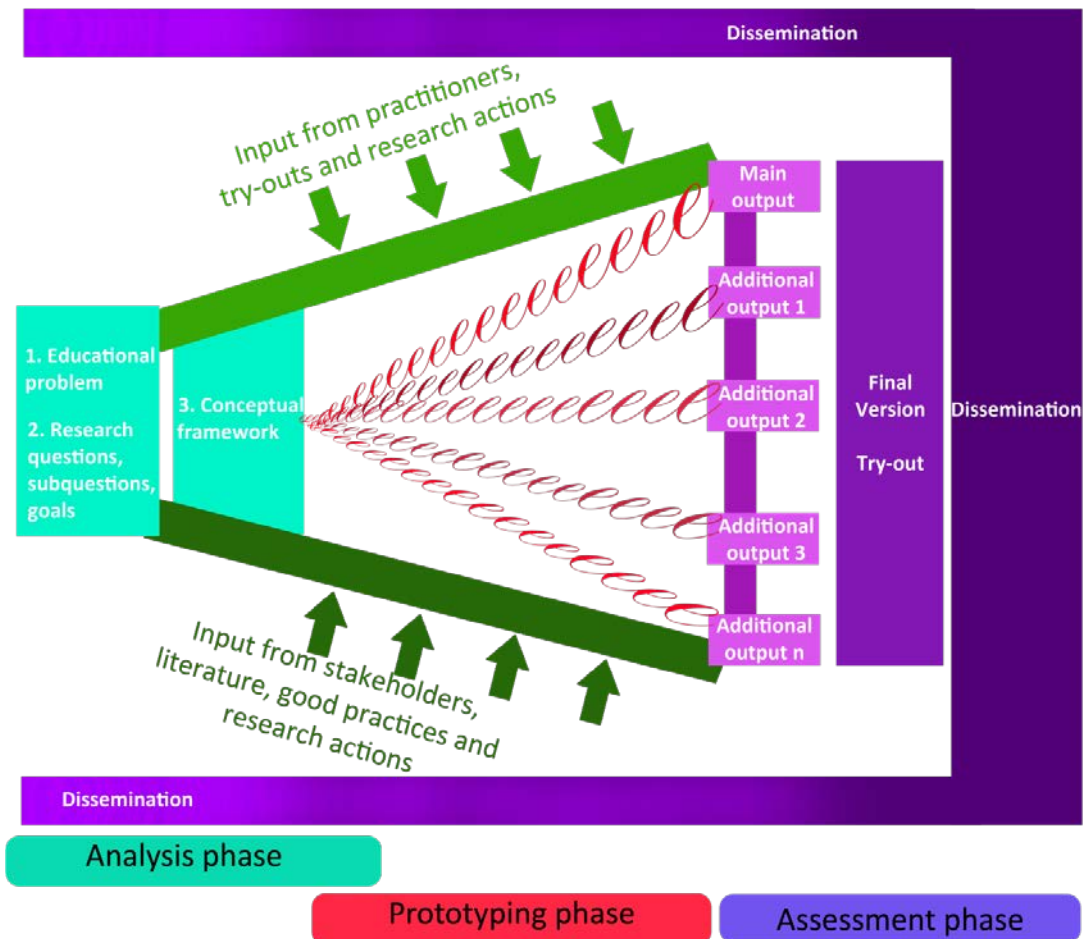 Dissemination
Input from practitioners,
try-outs and research actions
Main
output
Additional
output 1
1. Educational
problem
2. Research
questions,
subquestions,
goals
3. Conceptual
framework
Additional
output 2
Final
Version
Try-out
Dissemination
Additional
output 3
Additional
output n
Input from stakeholders,
literature, good practices and
research actions
Dissemination
Analysis phase
Prototyping phase
Assessment phase